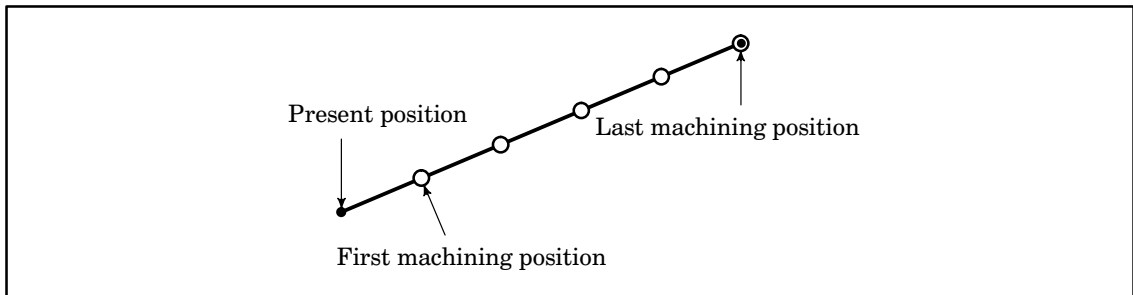 Present position
Last machining position
First machining position